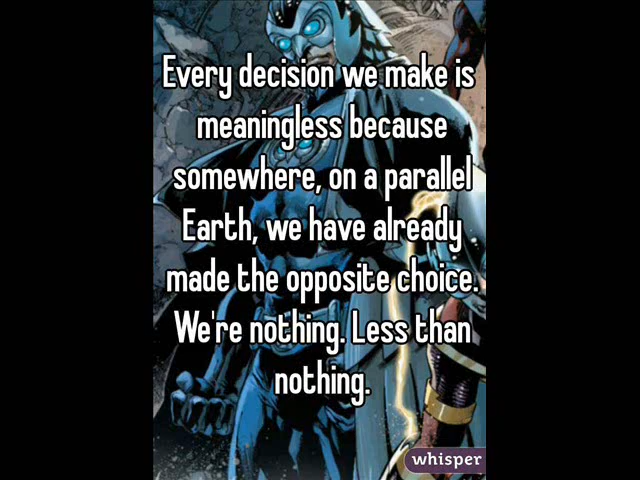 Every decision we make is
meaningless because
somewhere, on a parallel
Earth, we have already
made the opposite choice.
We're nothing. Less than
nothing.
whisper